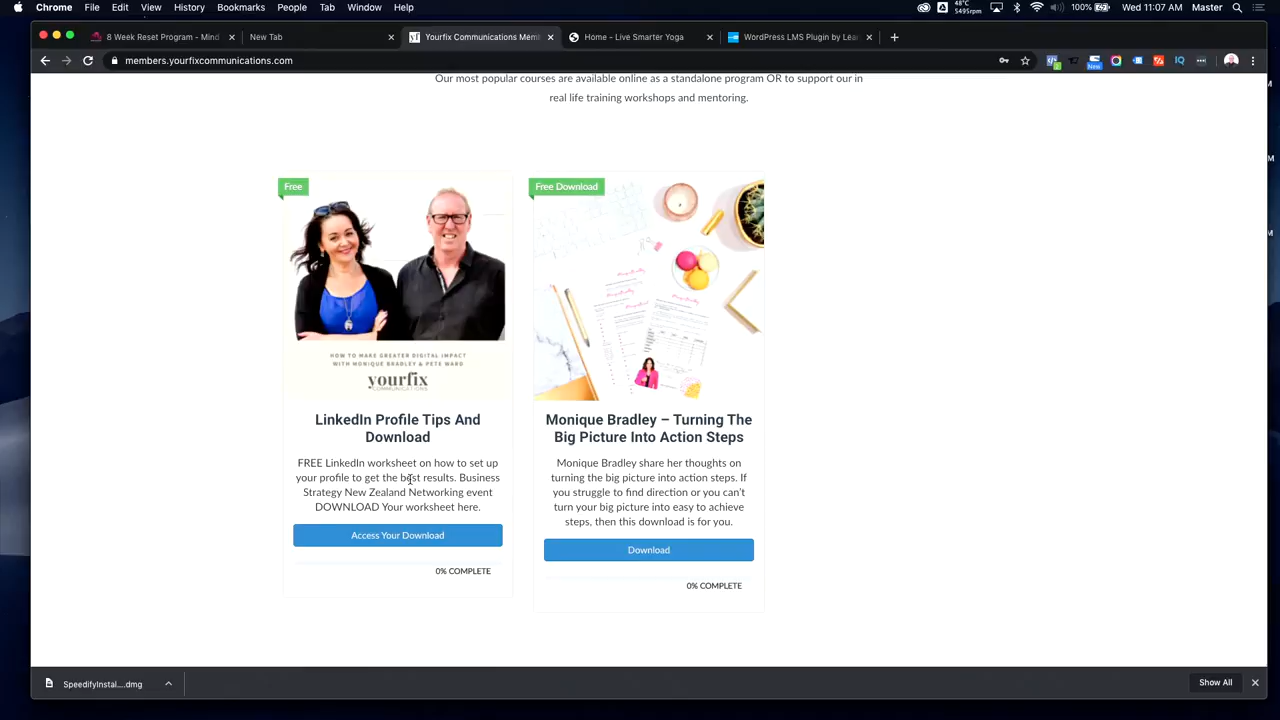 Chrome File Edit View History Bookmarks People Tab Window Help
48°C
5495rpm
100%
Wed 11:07 AM Master
8 Week Reset Program - Mind
New Tab
Yourfix Communications Mem
Home - Live Smarter Yoga
WordPress LMS Plugin by Lea
members.yourfixcommunications.com
New
IQ
Our most popular courses are available online as a standalone program OR to support our in
real life training workshops and mentoring.
Free
HOW TO MAKE GREATER DIGITAL IMPACT
WITH MONIQUE BRADLEY & PETE WARD
yourfix
COMMUNICATIONS
LinkedIn Profile Tips And
Download
FREE LinkedIn worksheet on how to set up
your profile to get the best results. Business
Strategy New Zealand Networking event
DOWNLOAD Your worksheet here.
Access Your Download
0% COMPLETE
Free Download
Monique Bradley – Turning The
Big Picture Into Action Steps
Monique Bradley share her thoughts on
turning the big picture into action steps. If
you struggle to find direction or you can't
turn your big picture into easy to achieve
steps, then this download is for you.
Download
0% COMPLETE
SpeedifyInstal....dmg
Show All